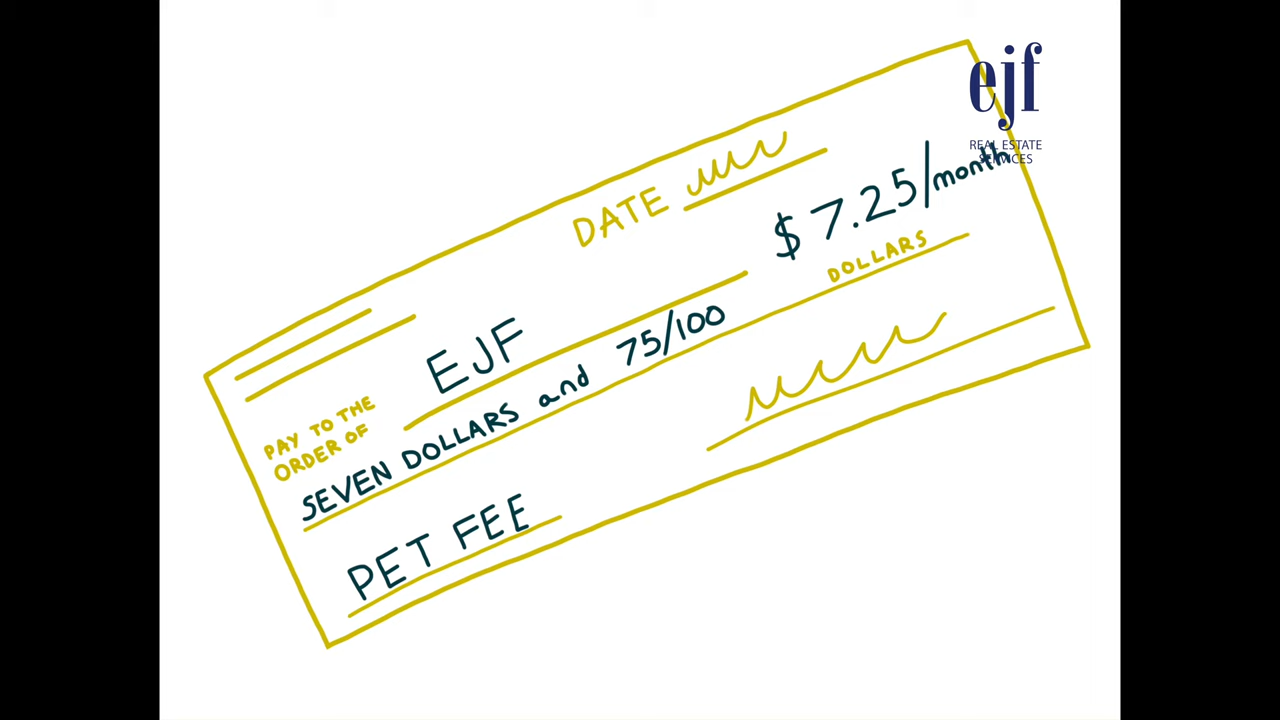 ejf
REAL ESTATE
SERVICES
DATE
$7.25/month
EJF
DOLLARS
PAY TO THE
ORDER OF
SEVEN DOLLARS and 75/100
PET FEE